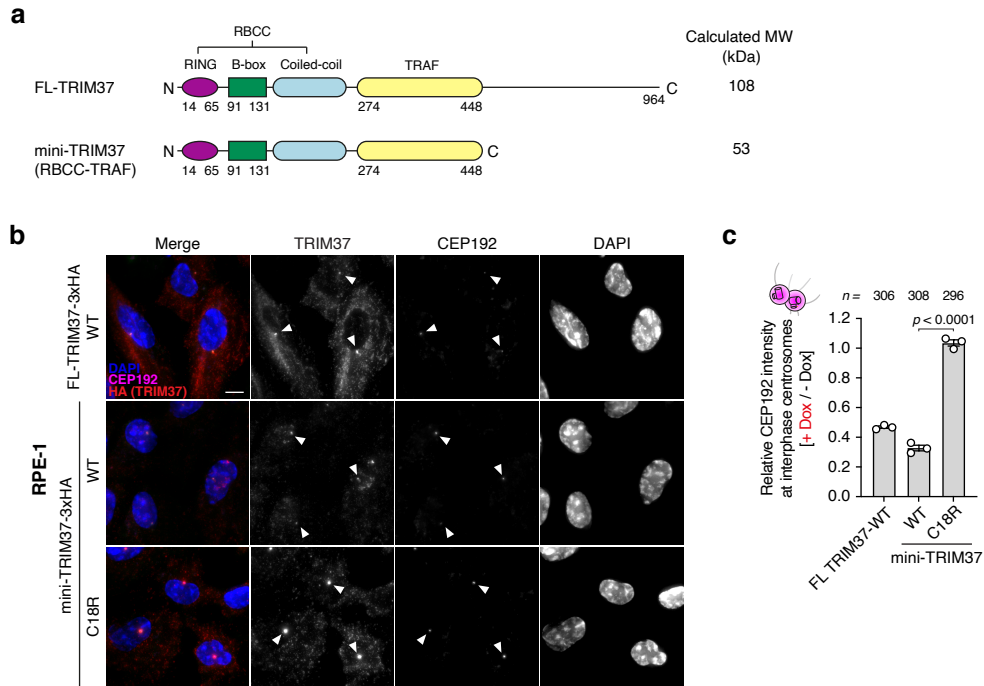 a
RBCC
Calculated MW
(kDa)
RING B-box Coiled-coil TRAF
FL-TRIM37 N C 108
14 65 91 131 274 448 964
mini-TRIM37
(RBCC-TRAF)
N C 53
14 65 91 131 274 448
b
Merge TRIM37 CEP192 DAPI
RPE-1
FL-TRIM37-3xHA
WT
DAPI
CEP192
HA (TRIM37)
mini-TRIM37-3xHA
WT
C18R
c
n = 306 308 296
p < 0.0001
Relative CEP192 intensity
at interphase centrosomes
[+ Dox / - Dox]
1.2
1.0
0.8
0.6
0.4
0.2
0.0
FL TRIM37-WT
WT
C18R
mini-TRIM37